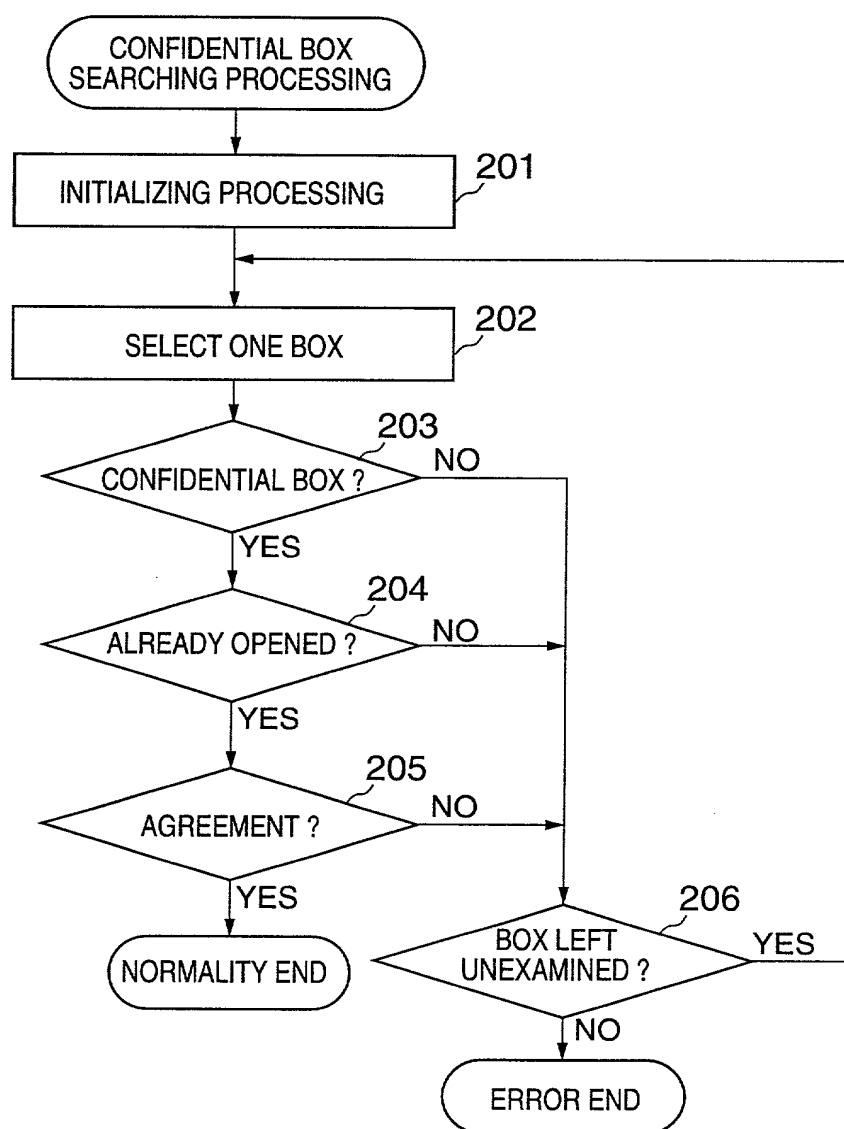 CONFIDENTIAL BOX
SEARCHING PROCESSING
201
INITIALIZING PROCESSING
202
SELECT ONE BOX
203
CONFIDENTIAL BOX ?
NO
YES
204
ALREADY OPENED ?
NO
YES
205
AGREEMENT ?
NO
YES
NORMALITY END
206
BOX LEFT
UNEXAMINED ?
YES
NO
ERROR END